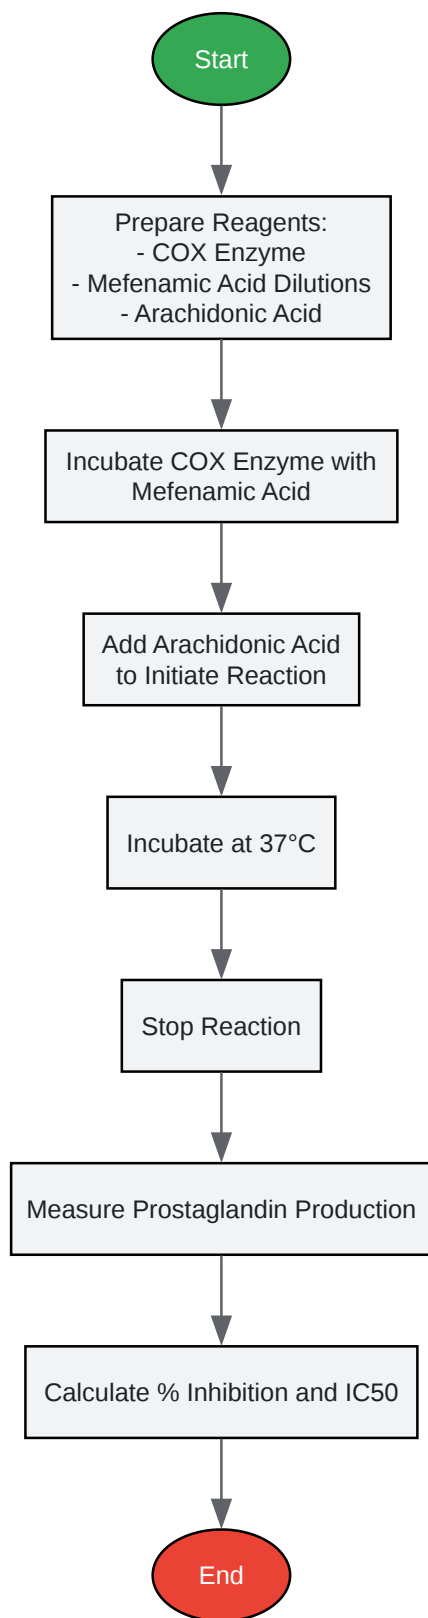 Start
Prepare Reagents:
- COX Enzyme
- Mefenamic Acid Dilutions
- Arachidonic Acid
Incubate COX Enzyme with
Mefenamic Acid
Add Arachidonic Acid
to Initiate Reaction
Incubate at 37°C
Stop Reaction
Measure Prostaglandin Production
Calculate % Inhibition and IC50
End